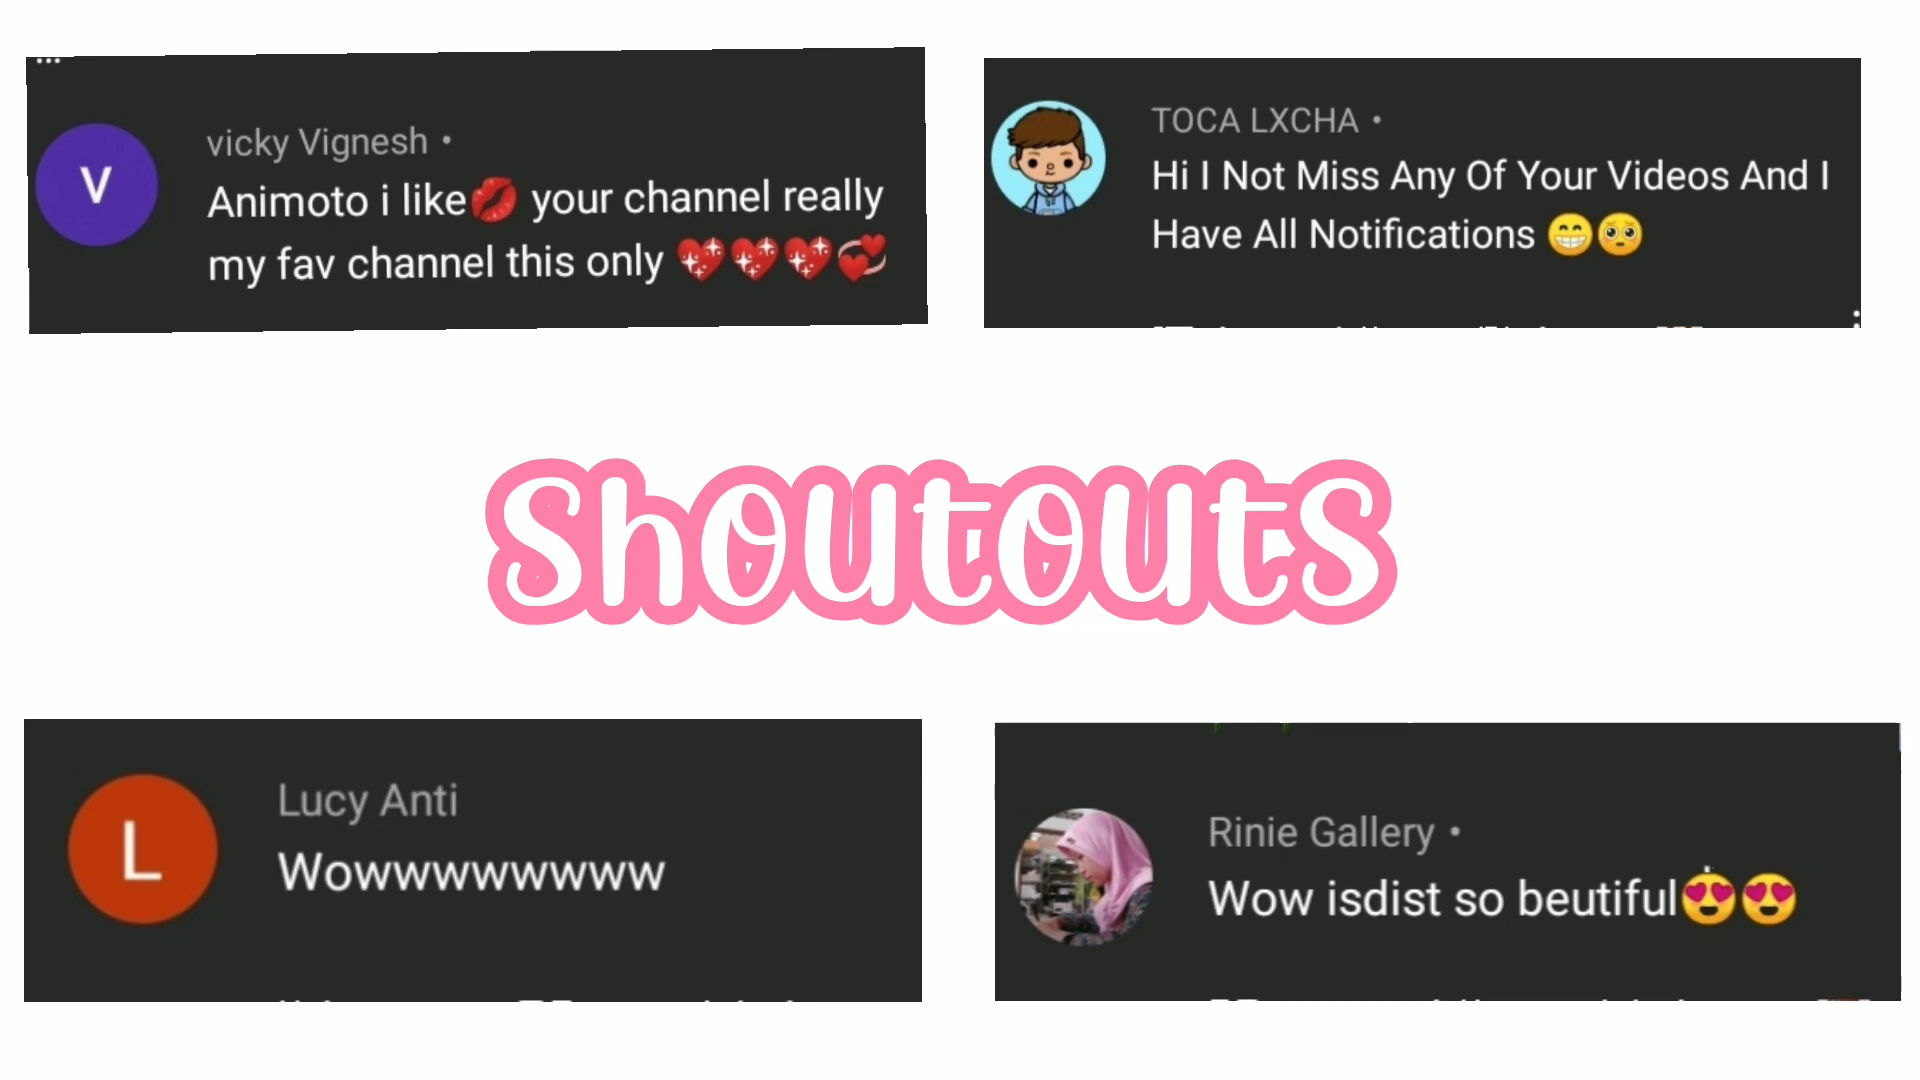 V
vicky Vignesh •
Animoto i like💋 your channel really
my fav channel this only 💖💖💖💞
TOCA LXCHA •
Hi I Not Miss Any Of Your Videos And I
Have All Notifications 😁🥺
Shoutouts
L
Lucy Anti
Wowwwwwwww
Rinie Gallery •
Wow isdist so beutiful😍😍